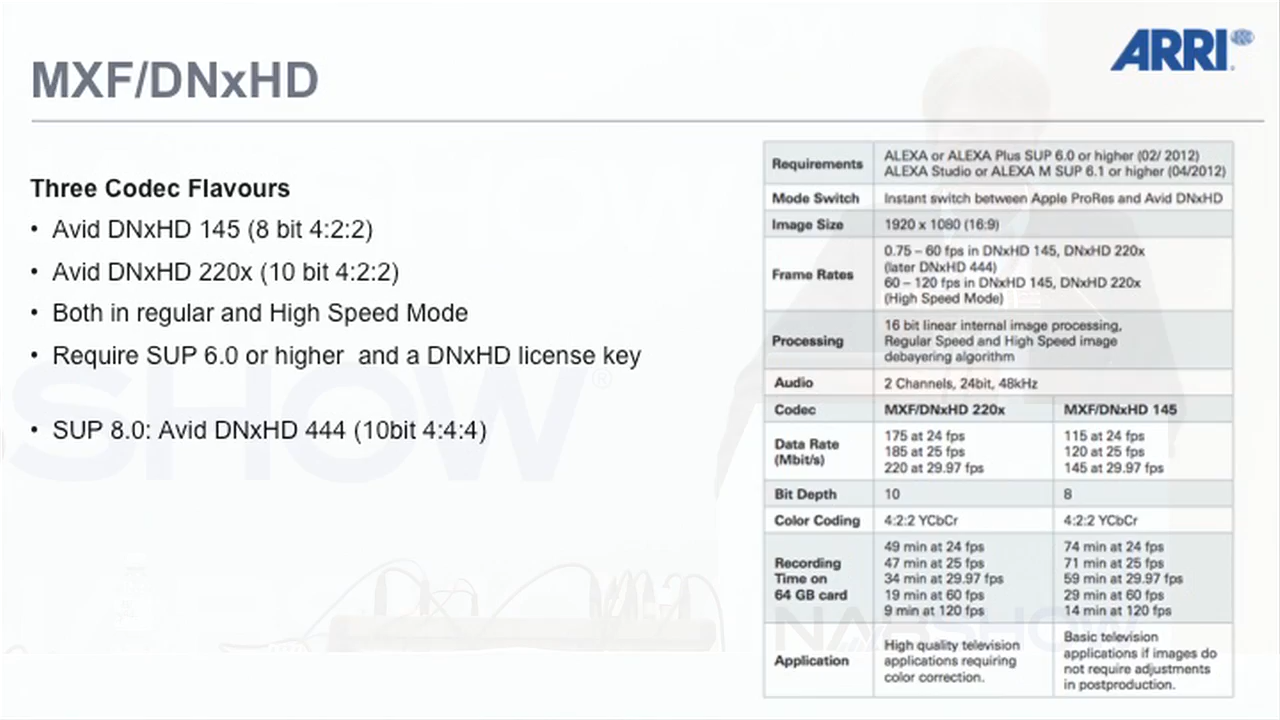 ARRI
MXF/DNxHD
Three Codec Flavours
• Avid DNxHD 145 (8 bit 4:2:2)
• Avid DNxHD 220x (10 bit 4:2:2)
• Both in regular and High Speed Mode
• Require SUP 6.0 or higher and a DNxHD license key
• SUP 8.0: Avid DNxHD 444 (10bit 4:4:4)
Requirements
ALEXA or ALEXA Plus SUP 6.0 or higher (02/ 2012)
ALEXA Studio or ALEXA M SUP 6.1 or higher (04/2012)
Mode Switch
Instant switch between Apple ProRes and Avid DNxHD
Image Size
1920 x 1080 (16:9)
Frame Rates
0.75 – 60 fps in DNxHD 145, DNxHD 220x
(later DNxHD 444)
60 – 120 fps in DNxHD 145, DNxHD 220x
(High Speed Mode)
Processing
16 bit linear internal image processing,
Regular Speed and High Speed image
debayering algorithm
Audio
2 Channels, 24bit, 48kHz
Codec
MXF/DNxHD 220x
MXF/DNxHD 145
Data Rate
(Mbit/s)
175 at 24 fps
185 at 25 fps
220 at 29.97 fps
115 at 24 fps
120 at 25 fps
145 at 29.97 fps
Bit Depth
10
8
Color Coding
4:2:2 YCbCr
4:2:2 YCbCr
Recording
Time on
64 GB card
49 min at 24 fps
47 min at 25 fps
34 min at 29.97 fps
19 min at 60 fps
9 min at 120 fps
74 min at 24 fps
71 min at 25 fps
59 min at 29.97 fps
29 min at 60 fps
14 min at 120 fps
Application
High quality television
applications requiring
color correction.
Basic television
applications if images do
not require adjustments
in postproduction.
SHOW®
NABSHOW